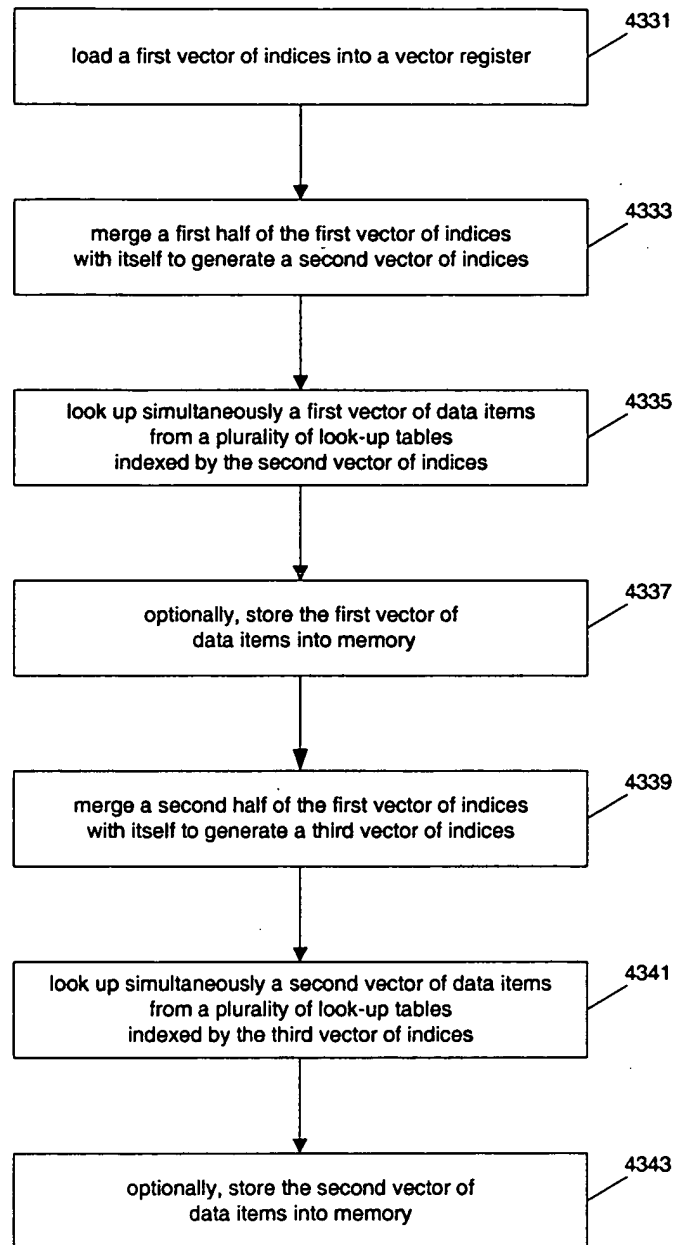 4331
load a first vector of indices into a vector register
4333
merge a first half of the first vector of indices
with itself to generate a second vector of indices
4335
look up simultaneously a first vector of data items
from a plurality of look-up tables
indexed by the second vector of indices
4337
optionally, store the first vector of
data items into memory
4339
merge a second half of the first vector of indices
with itself to generate a third vector of indices
4341
look up simultaneously a second vector of data items
from a plurality of look-up tables
indexed by the third vector of indices
4343
optionally, store the second vector of
data items into memory